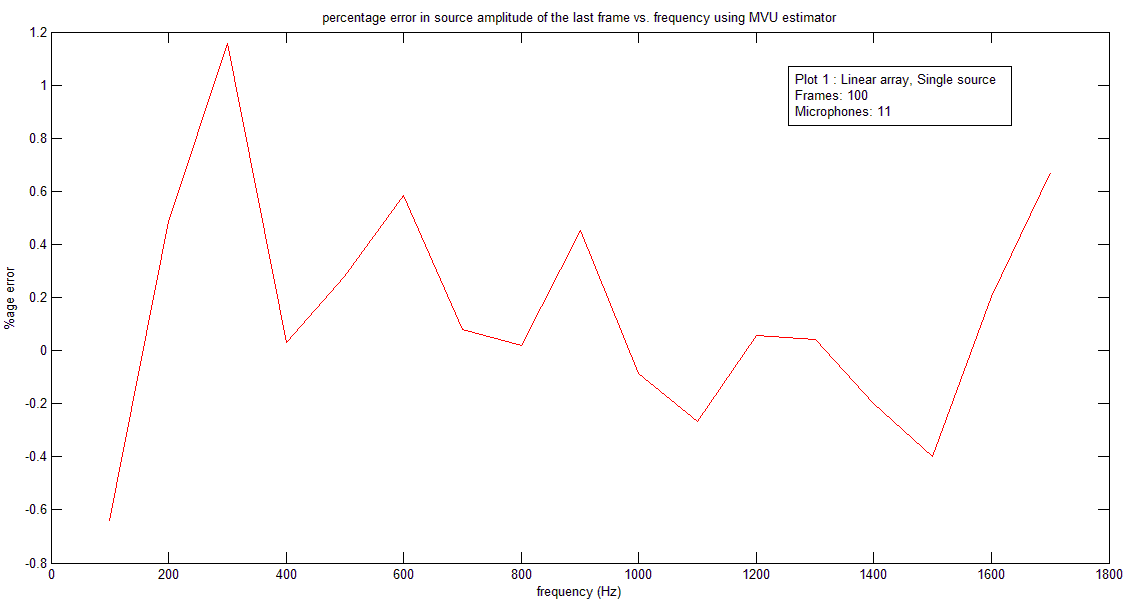 percentage error in source amplitude of the last frame vs. frequency using MVU estimator
1.2
1
0.8
0.6
0.4
0.2
0
-0.2
-0.4
-0.6
-0.8
%age error
Plot 1 : Linear array, Single source
Frames: 100
Microphones: 11
0 200 400 600 800 1000 1200 1400 1600 1800
frequency (Hz)